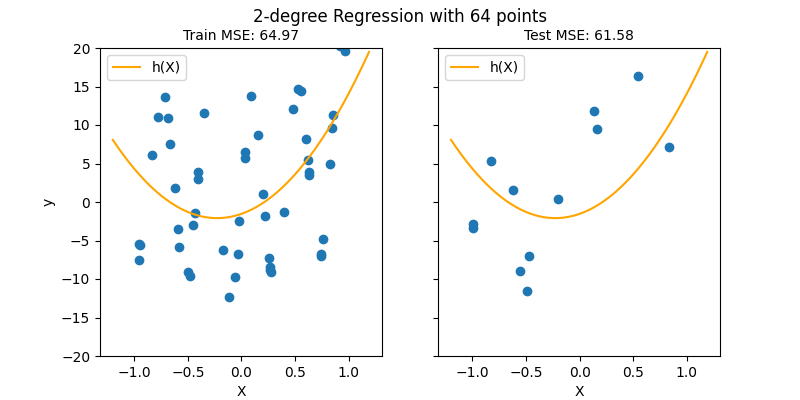 2-degree Regression with 64 points
Train MSE: 64.97
Test MSE: 61.58
h(X)
h(X)
20
15
10
5
0
−5
−10
−15
−20
y
−1.0 −0.5 0.0 0.5 1.0
−1.0 −0.5 0.0 0.5 1.0
X
X